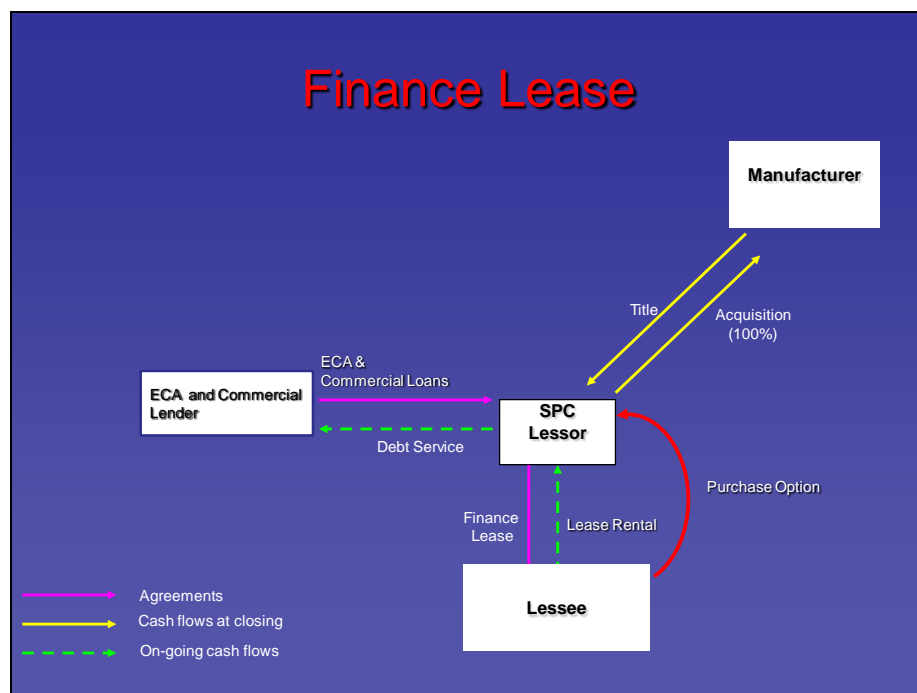 Finance Lease
Manufacturer
Title
Acquisition
(100%)
ECA &
Commercial Loans
ECA and Commercial
Lender
SPC
Lessor
Debt Service
Purchase Option
Finance
Lease
Lease Rental
Lessee
Agreements
Cash flows at closing
On-going cash flows